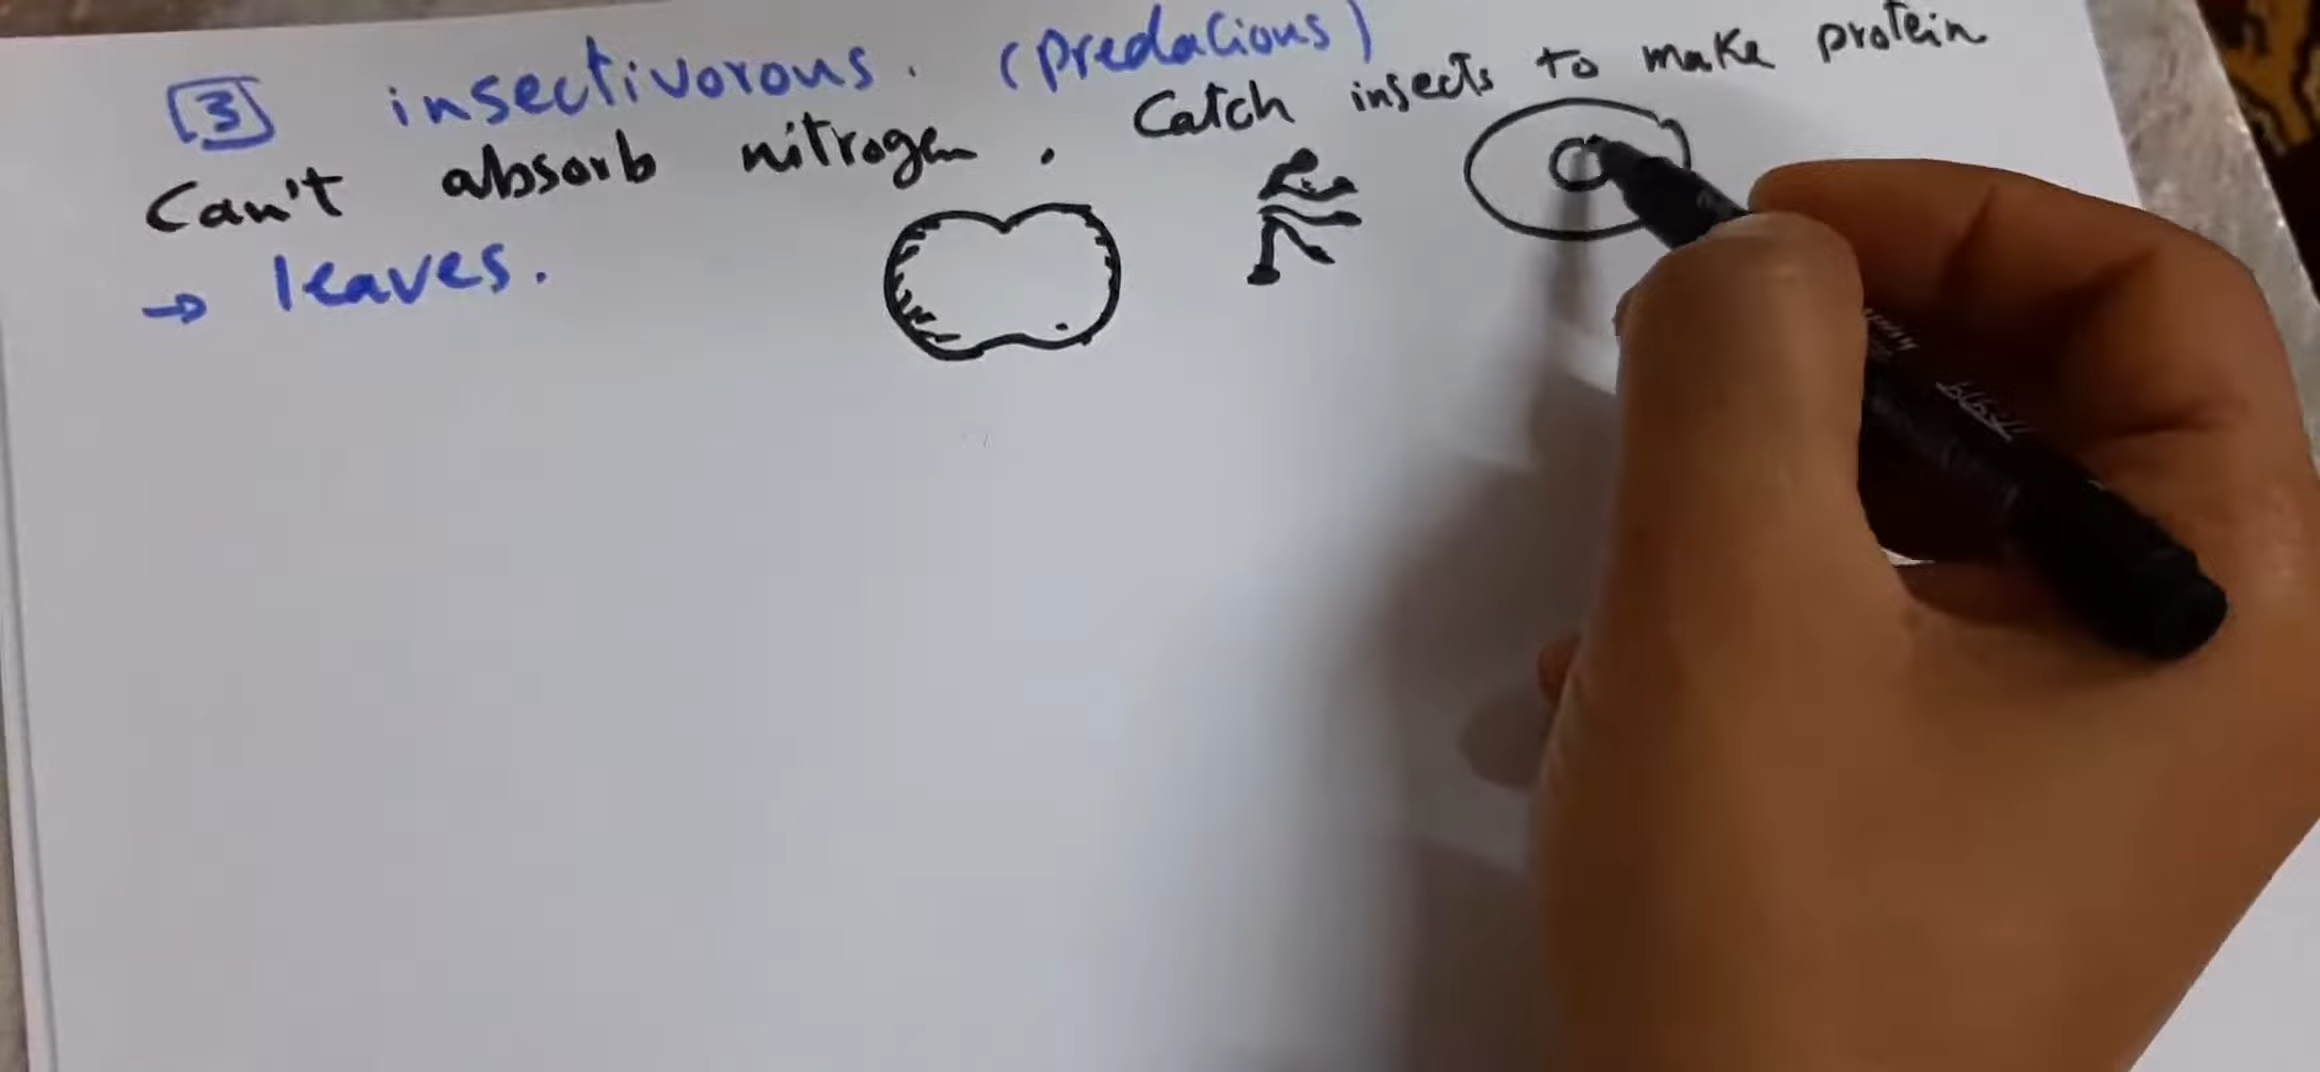 3 insectivorous. (predacious)
Can't absorb nitrogen. Catch insects to make protein
→ leaves.